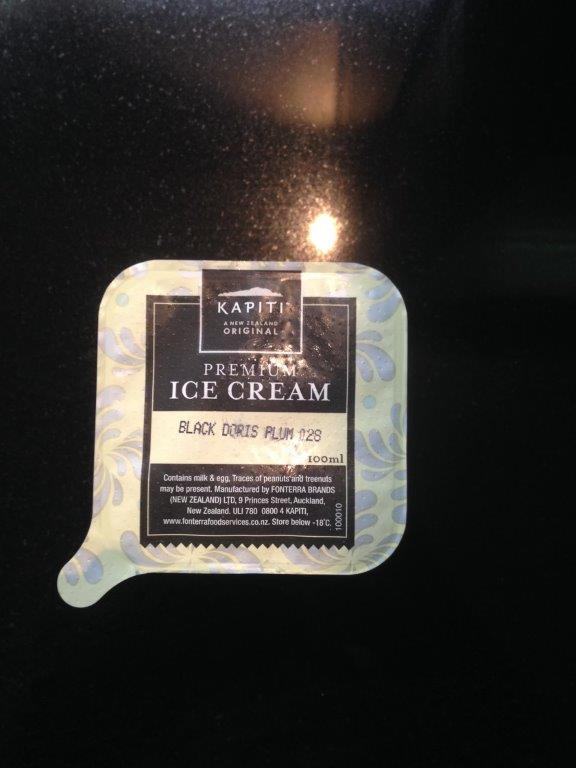 KAPITI
A NEW ZEALAND
ORIGINAL
PREMIUM
ICE CREAM
BLACK DORIS PLUM 028
100ml
Contains milk & egg, Traces of peanuts and treenuts
may be present. Manufactured by FONTERRA BRANDS
(NEW ZEALAND) LTD, 9 Princes Street, Auckland,
New Zealand. ULI 780 0800 4 KAPITI,
www.fonterrafoodservices.co.nz. Store below -18°C.
100010